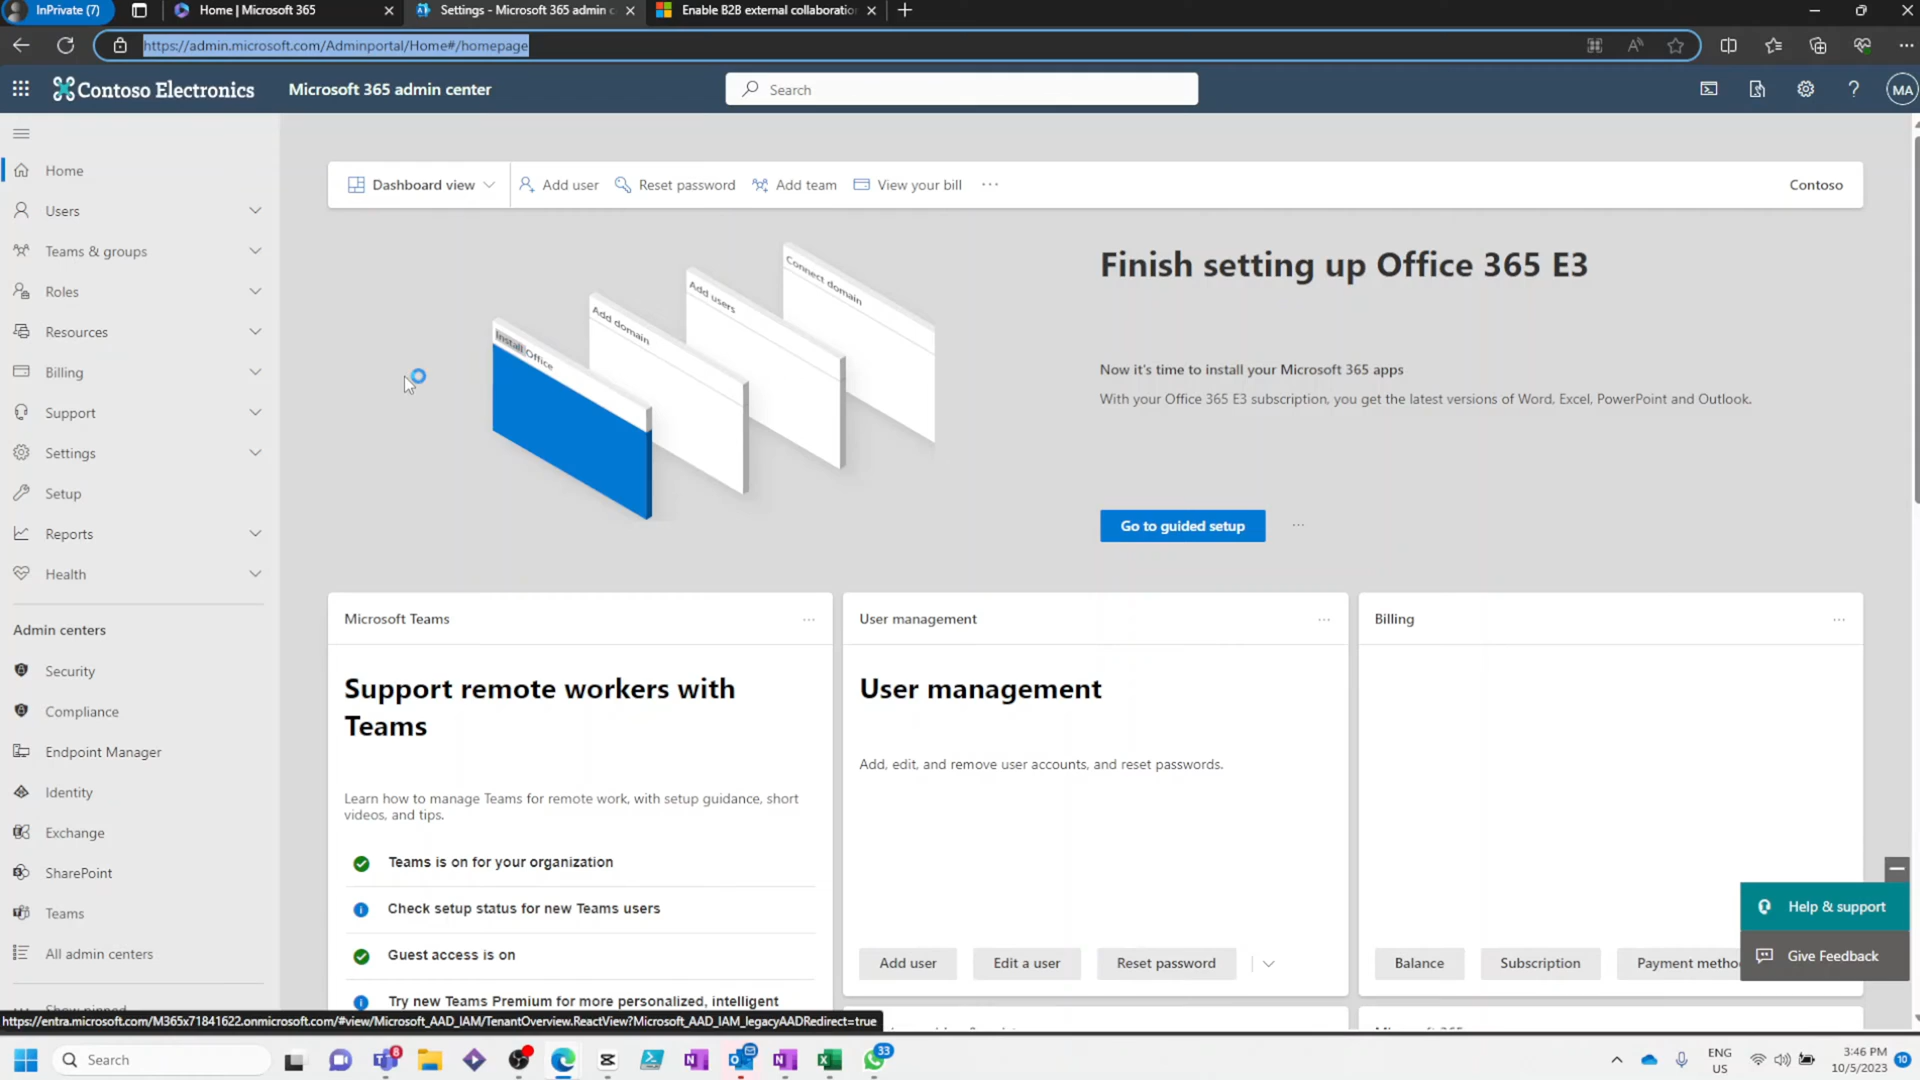 InPrivate (7)
Home | Microsoft 365
Settings - Microsoft 365 admin c
Enable B2B external collaboratio
https://admin.microsoft.com/Adminportal/Home#/homepage
Contoso Electronics
Microsoft 365 admin center
Search
MA
Home
Users
Teams & groups
Roles
Resources
Billing
Support
Settings
Setup
Reports
Health
Admin centers
Security
Compliance
Endpoint Manager
Identity
Exchange
SharePoint
Teams
All admin centers
Show pinned
Dashboard view
Add user
Reset password
Add team
View your bill
Contoso
Install Office
Add domain
Add users
Connect domain
Finish setting up Office 365 E3
Now it's time to install your Microsoft 365 apps
With your Office 365 E3 subscription, you get the latest versions of Word, Excel, PowerPoint and Outlook.
Go to guided setup
Microsoft Teams
Support remote workers with
Teams
Learn how to manage Teams for remote work, with setup guidance, short
videos, and tips.
Teams is on for your organization
Check setup status for new Teams users
Guest access is on
Try new Teams Premium for more personalized, intelligent
User management
User management
Add, edit, and remove user accounts, and reset passwords.
Add user
Edit a user
Reset password
Billing
Balance
Subscription
Payment metho
Help & support
Give Feedback
https://entra.microsoft.com/M365x71841622.onmicrosoft.com/#view/Microsoft_AAD_IAM/TenantOverview.ReactView?Microsoft_AAD_IAM_legacyAADRedirect=true
Search
8
33
ENG
US
3:46 PM
10/5/2023
10